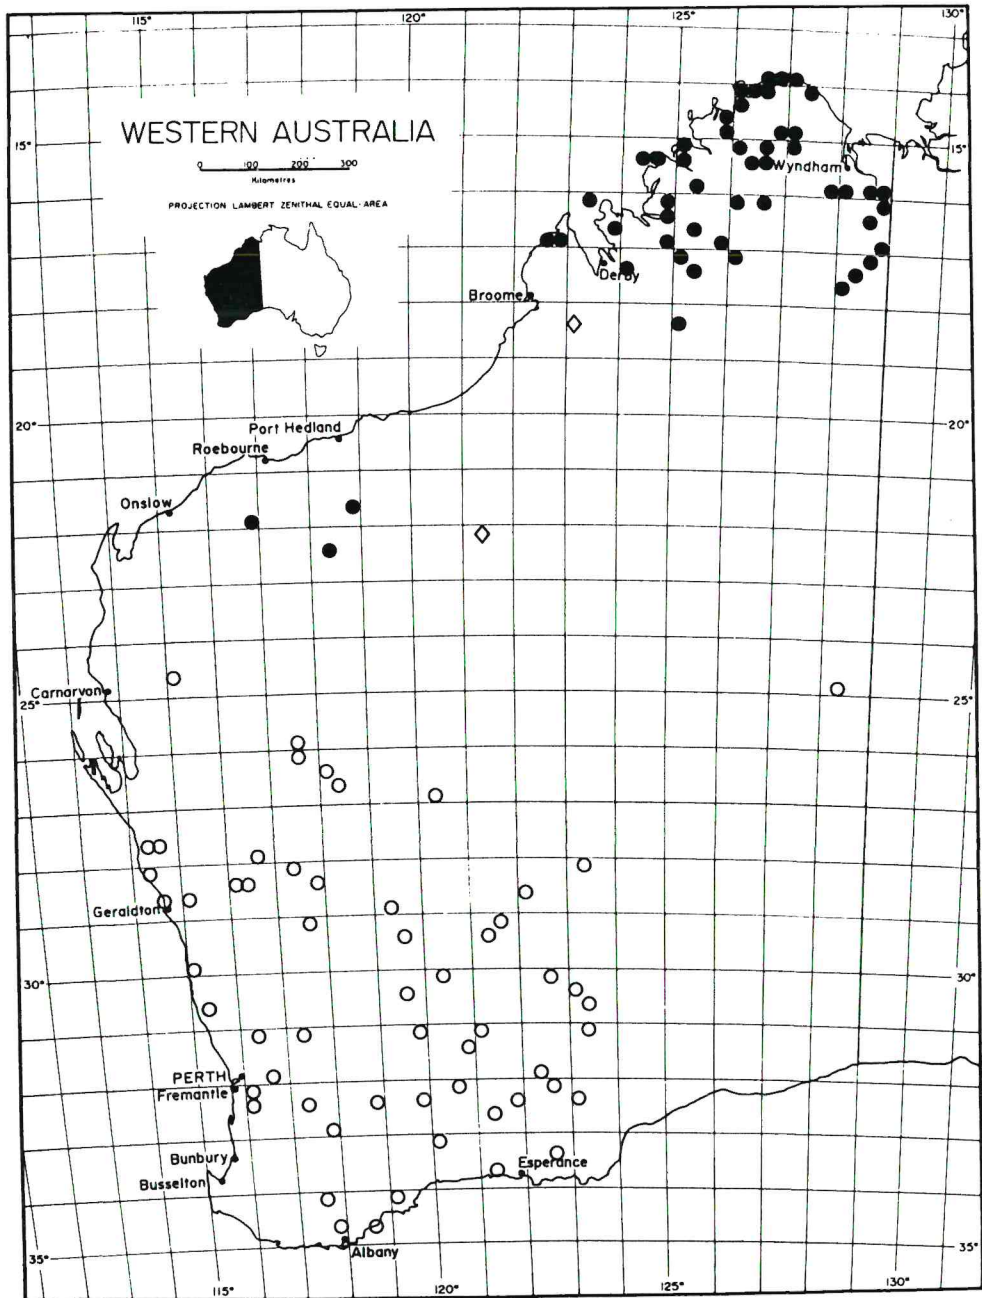 115° 120° 125° 130°
WESTERN AUSTRALIA
0 100 200 300
Kilometres
PROJECTION LAMBERT ZENITHAL EQUAL-AREA
15° 15°
Wyndham
Derby
Broome
20° 20°
Port Hedland
Roebourne
Onslow
Carnarvon
25° 25°
Geraldton
30° 30°
PERTH
Fremantle
Bunbury
Esperance
Busselton
Albany
35° 35°
115° 120° 125° 130°